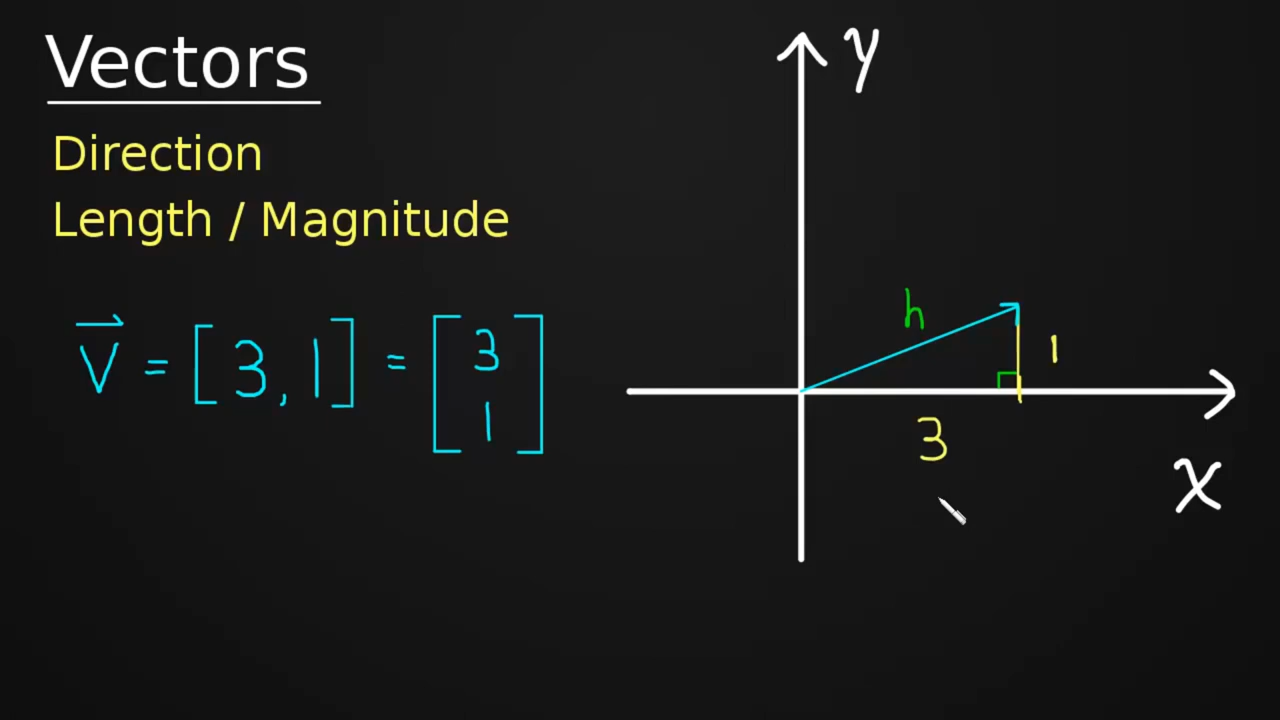 Vectors
Direction
Length / Magnitude
V = [3, 1] = [3
1]
y
h
1
3
x